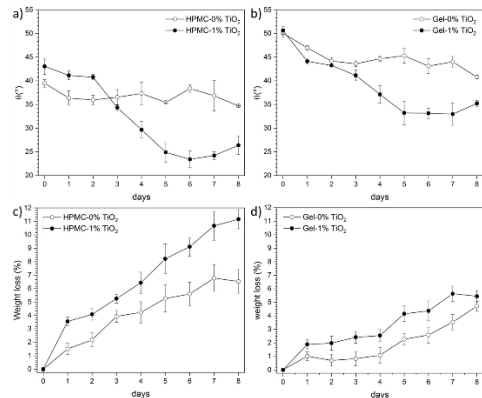 a)
HPMC-0% TiO₂
HPMC-1% TiO₂
θ(°)
55
50
45
40
35
30
25
20
0 1 2 3 4 5 6 7 8
days
b)
Gel-0% TiO₂
Gel-1% TiO₂
θ(°)
55
50
45
40
35
30
25
20
0 1 2 3 4 5 6 7 8
days
c)
HPMC-0% TiO₂
HPMC-1% TiO₂
Weight loss (%)
12
11
10
9
8
7
6
5
4
3
2
1
0
0 1 2 3 4 5 6 7 8
days
d)
Gel-0% TiO₂
Gel-1% TiO₂
weight loss (%)
12
11
10
9
8
7
6
5
4
3
2
1
0
0 1 2 3 4 5 6 7 8
days